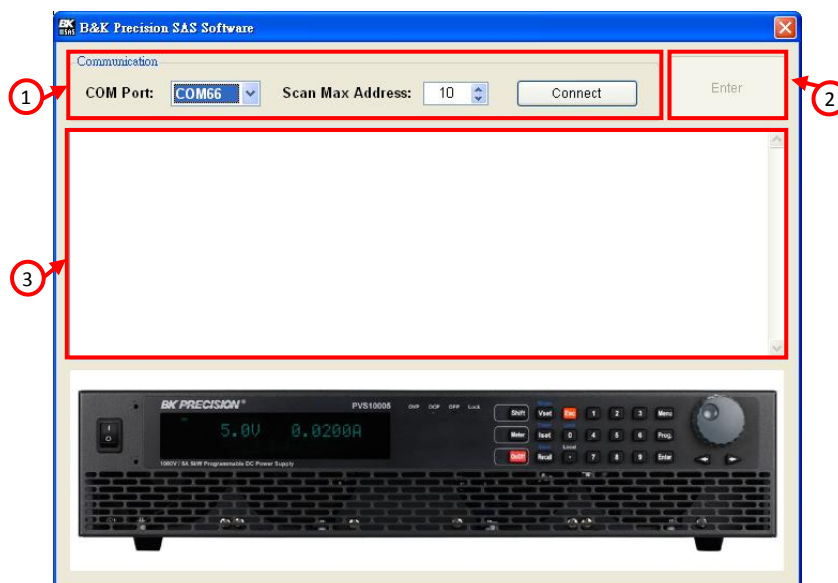 BK
B&K Precision SAS Software
Communication
COM Port:
COM66
Scan Max Address:
10
Connect
Enter
1
2
3
BK PRECISION®
PVS10005
OVP OCP OPP Lock
5.0V 0.0200A
1000V / 5A 5kW Programmable DC Power Supply
Shift Vset Esc 1 2 3 Menu
Meter Iset 0 4 5 6 Prog.
Local
On/Off Recall . 7 8 9 Enter
I
O